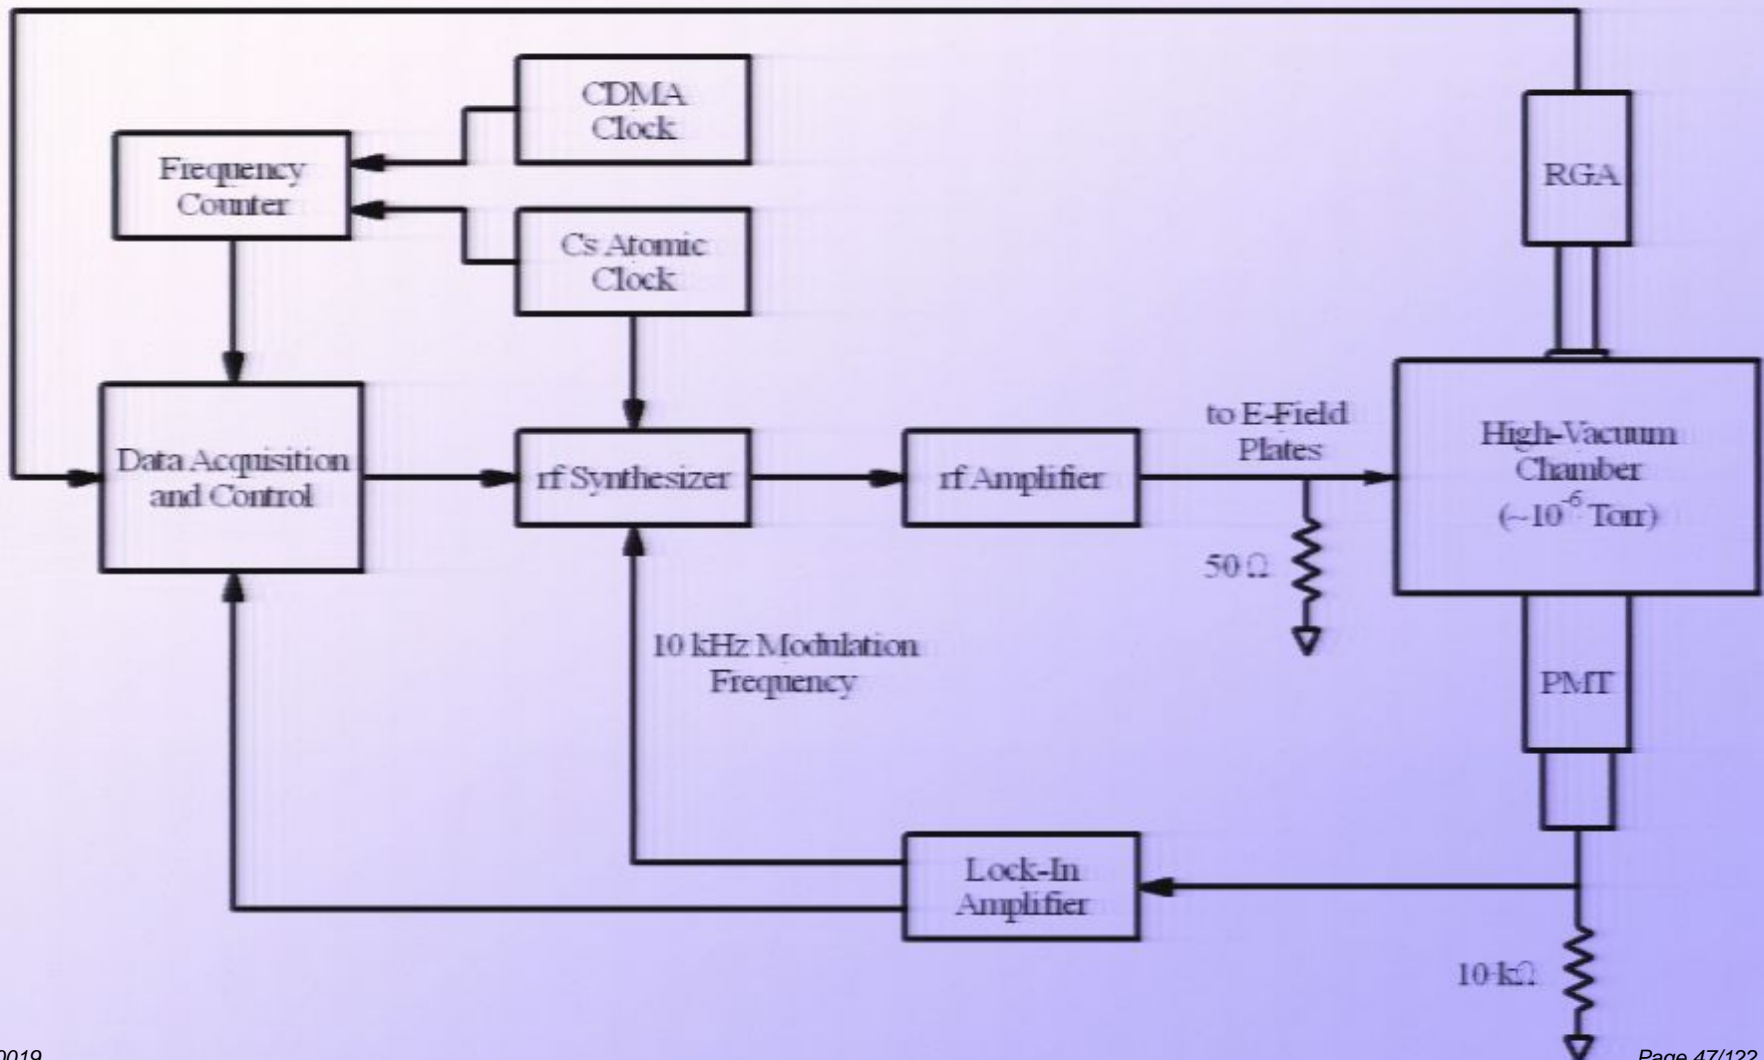 CDMA
Clock
Frequency
Counter
RGA
Cs Atomic
Clock
to E-Field
Plates
High-Vacuum
Chamber
(~10⁻⁶ Torr)
Data Acquisition
and Control
rf Synthesizer
rf Amplifier
50 Ω
10 kHz Modulation
Frequency
PMT
Lock-In
Amplifier
10 kΩ
0019
Page 47/122